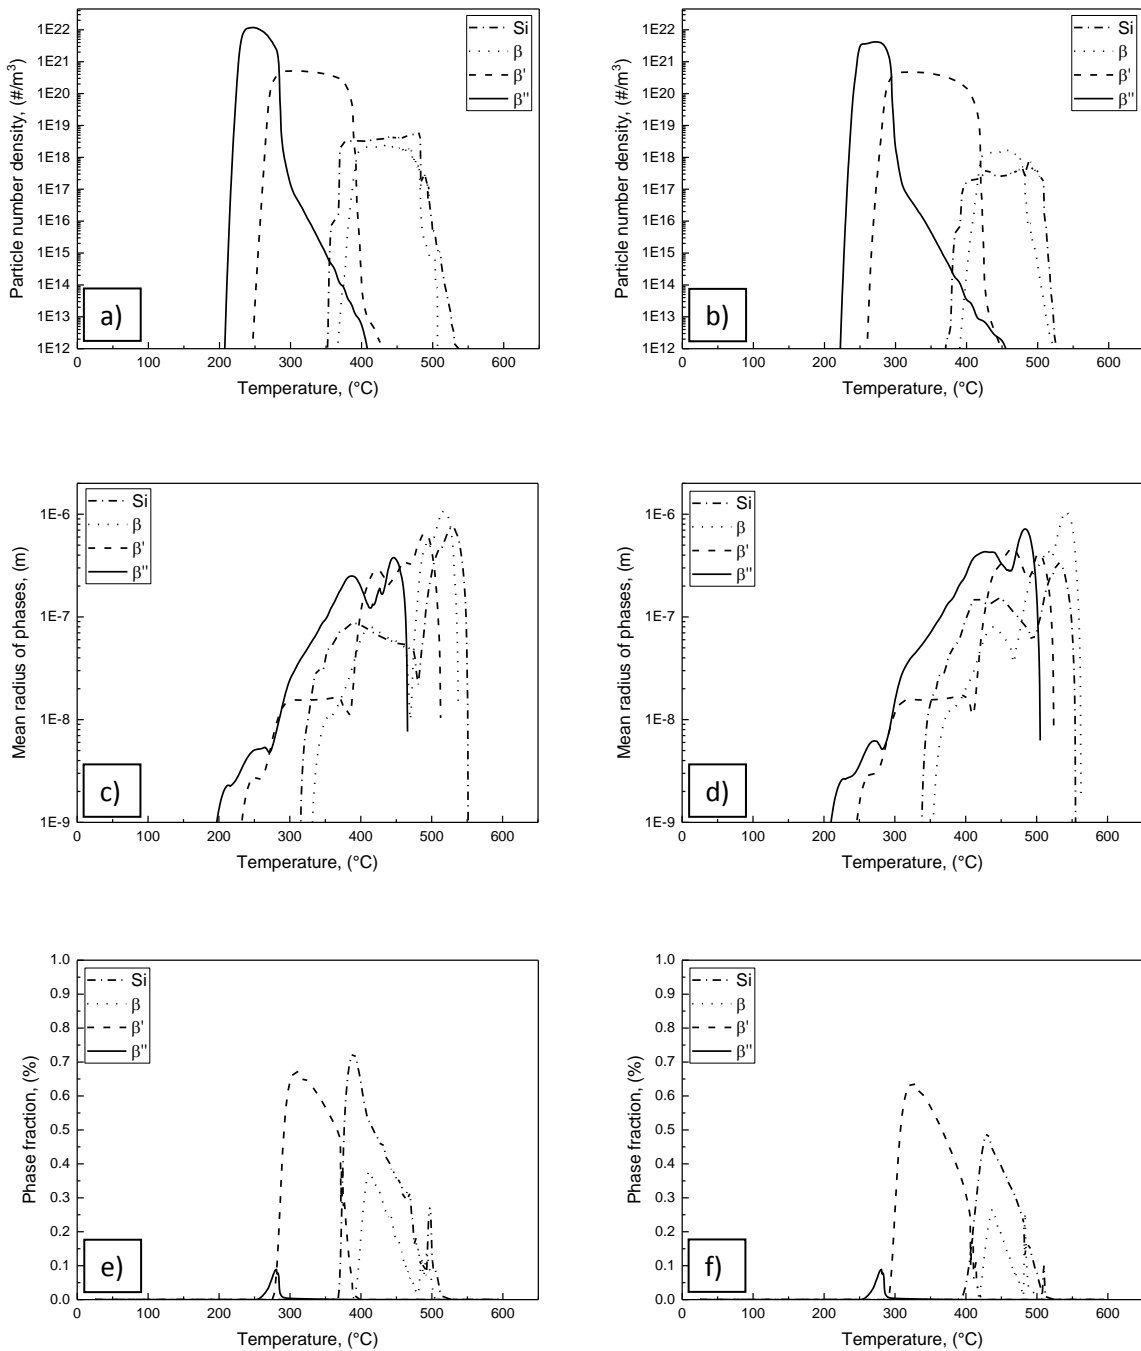 Particle number density, (#/m³)
1E22
1E21
1E20
1E19
1E18
1E17
1E16
1E15
1E14
1E13
1E12
Si
β
β'
β''
a)
0 100 200 300 400 500 600
Temperature, (°C)
Particle number density, (#/m³)
1E22
1E21
1E20
1E19
1E18
1E17
1E16
1E15
1E14
1E13
1E12
Si
β
β'
β''
b)
0 100 200 300 400 500 600
Temperature, (°C)
Mean radius of phases, (m)
1E-6
1E-7
1E-8
1E-9
Si
β
β'
β''
c)
0 100 200 300 400 500 600
Temperature, (°C)
Mean radius of phases, (m)
1E-6
1E-7
1E-8
1E-9
Si
β
β'
β''
d)
0 100 200 300 400 500 600
Temperature, (°C)
Phase fraction, (%)
1.0
0.9
0.8
0.7
0.6
0.5
0.4
0.3
0.2
0.1
0.0
Si
β
β'
β''
e)
0 100 200 300 400 500 600
Temperature, (°C)
Phase fraction, (%)
1.0
0.9
0.8
0.7
0.6
0.5
0.4
0.3
0.2
0.1
0.0
Si
β
β'
β''
f)
0 100 200 300 400 500 600
Temperature, (°C)